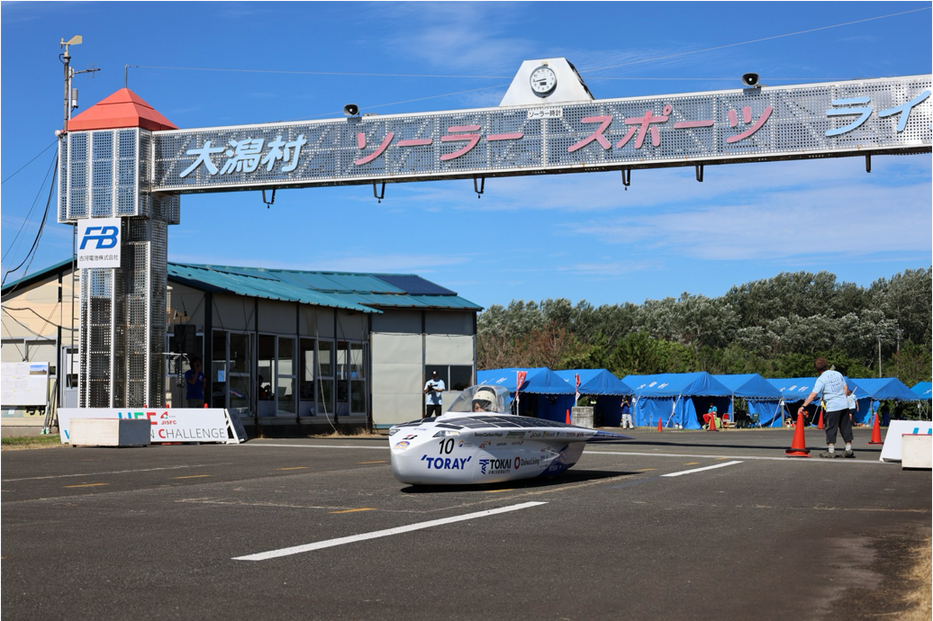 大潟村 ソーラー スポーツ ライ
ソーラー時計
FB
古河電池株式会社
JISFC
CHALLENGE
10
'TORAY'
TOKAI
UNIVERSITY